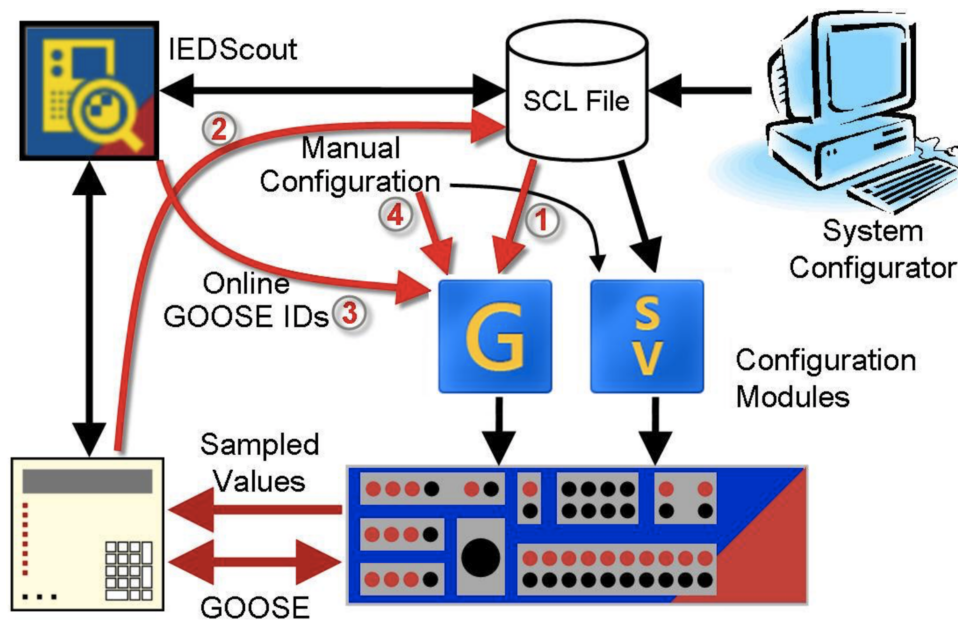 IEDScout
SCL File
2
Manual
Configuration
4
1
System
Configurator
Online
GOOSE IDs 3
G
S
V
Configuration
Modules
Sampled
Values
GOOSE